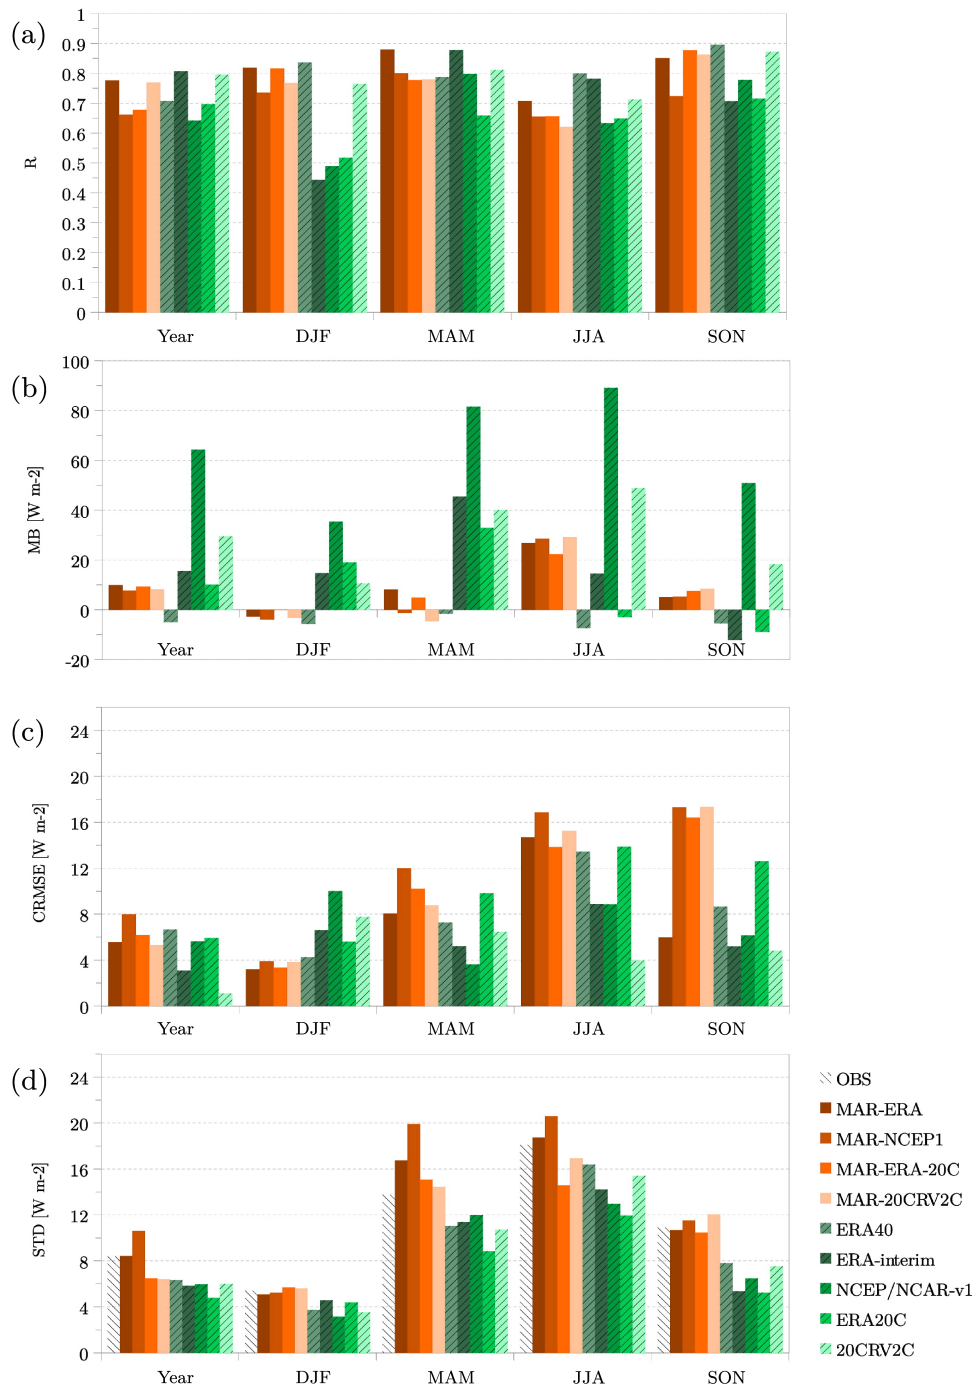 (a)
1
0.9
0.8
0.7
0.6
0.5
0.4
0.3
0.2
0.1
0
R
Year DJF MAM JJA SON
(b)
100
80
60
40
20
0
-20
MB [W m-2]
Year DJF MAM JJA SON
(c)
24
20
16
12
8
4
0
CRMSE [W m-2]
Year DJF MAM JJA SON
(d)
24
20
16
12
8
4
0
STD [W m-2]
Year DJF MAM JJA SON
OBS
MAR-ERA
MAR-NCEP1
MAR-ERA-20C
MAR-20CRV2C
ERA40
ERA-interim
NCEP/NCAR-v1
ERA20C
20CRV2C